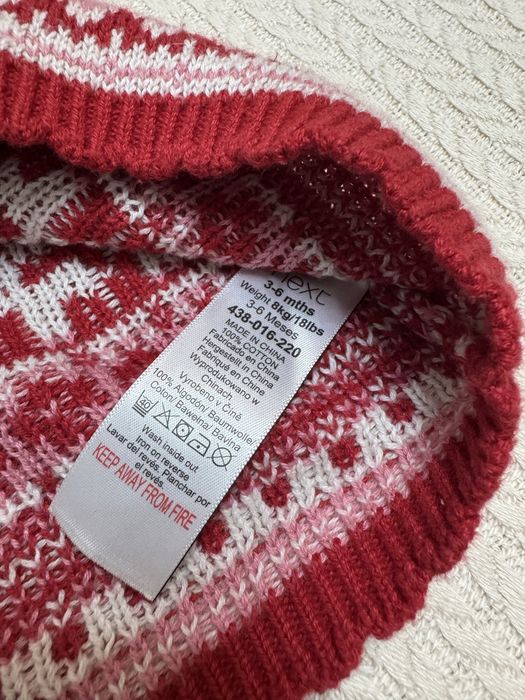 next
3-6 mths
Weight 8kg/18lbs
3-6 Meses
438-016-220
MADE IN CHINA
100% COTTON
Fabricado en China
Hergestellt in China
Fabriqué en Chine
Wyprodukowano w
Chinach
Vyrobeno v Číně
100% Algodón/ Baumwolle/
Coton/ Bawełna/ Bavlna
40
Wash inside out
Iron on reverse
Lavar del revés. Planchar por
el revés.
KEEP AWAY FROM FIRE